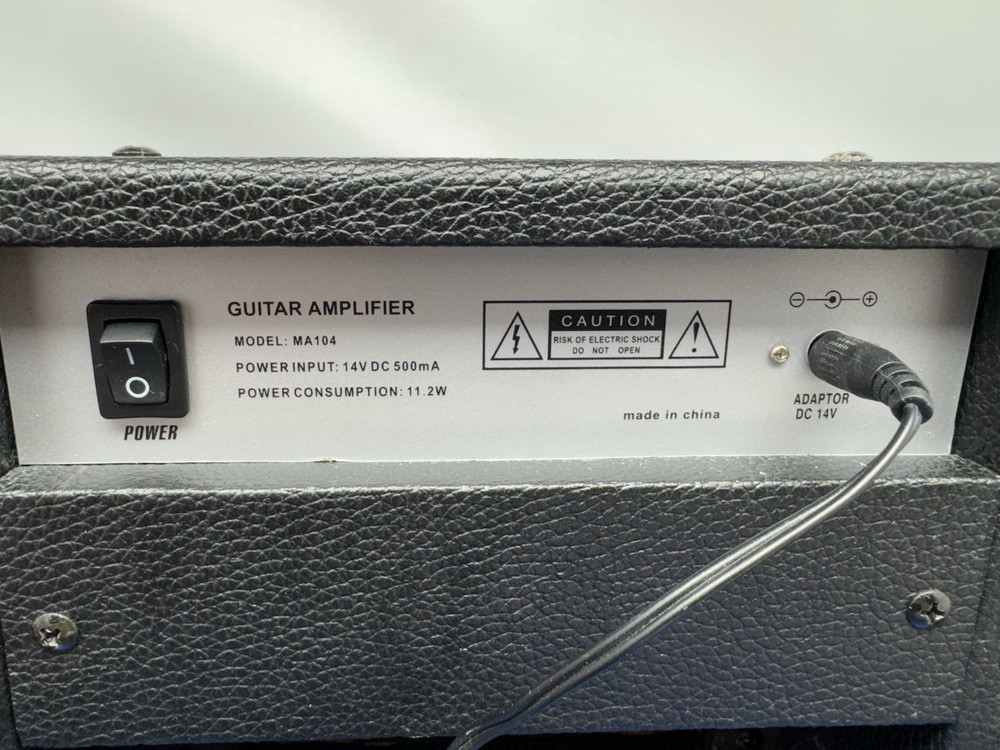 GUITAR AMPLIFIER
MODEL: MA104
POWER INPUT: 14V DC 500mA
POWER CONSUMPTION: 11.2W
POWER
CAUTION
RISK OF ELECTRIC SHOCK
DO NOT OPEN
made in china
ADAPTOR
DC 14V